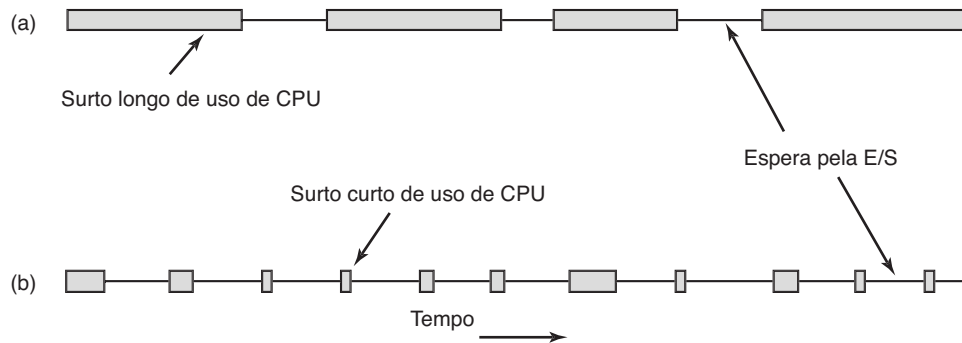 (a)
Surto longo de uso de CPU
Espera pela E/S
Surto curto de uso de CPU
(b)
Tempo